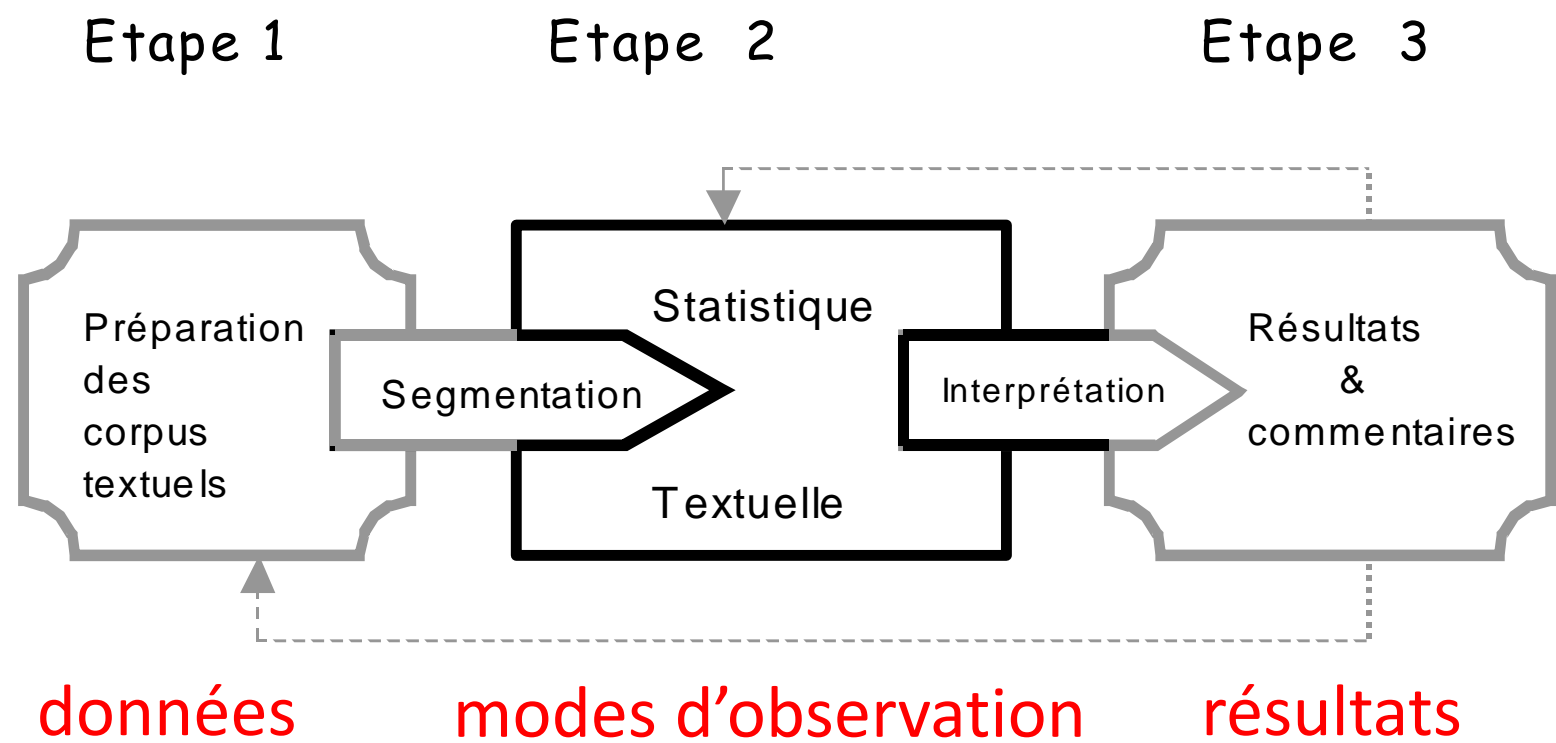 Etape 1
Etape 2
Etape 3
Préparation
des
corpus
textuels
Segmentation
Statistique
Textuelle
Interprétation
Résultats
&
commentaires
données
modes d’observation
résultats